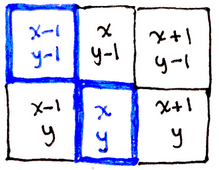 x-1 x x+1
y-1 y-1 y-1
x-1 x x+1
y y y